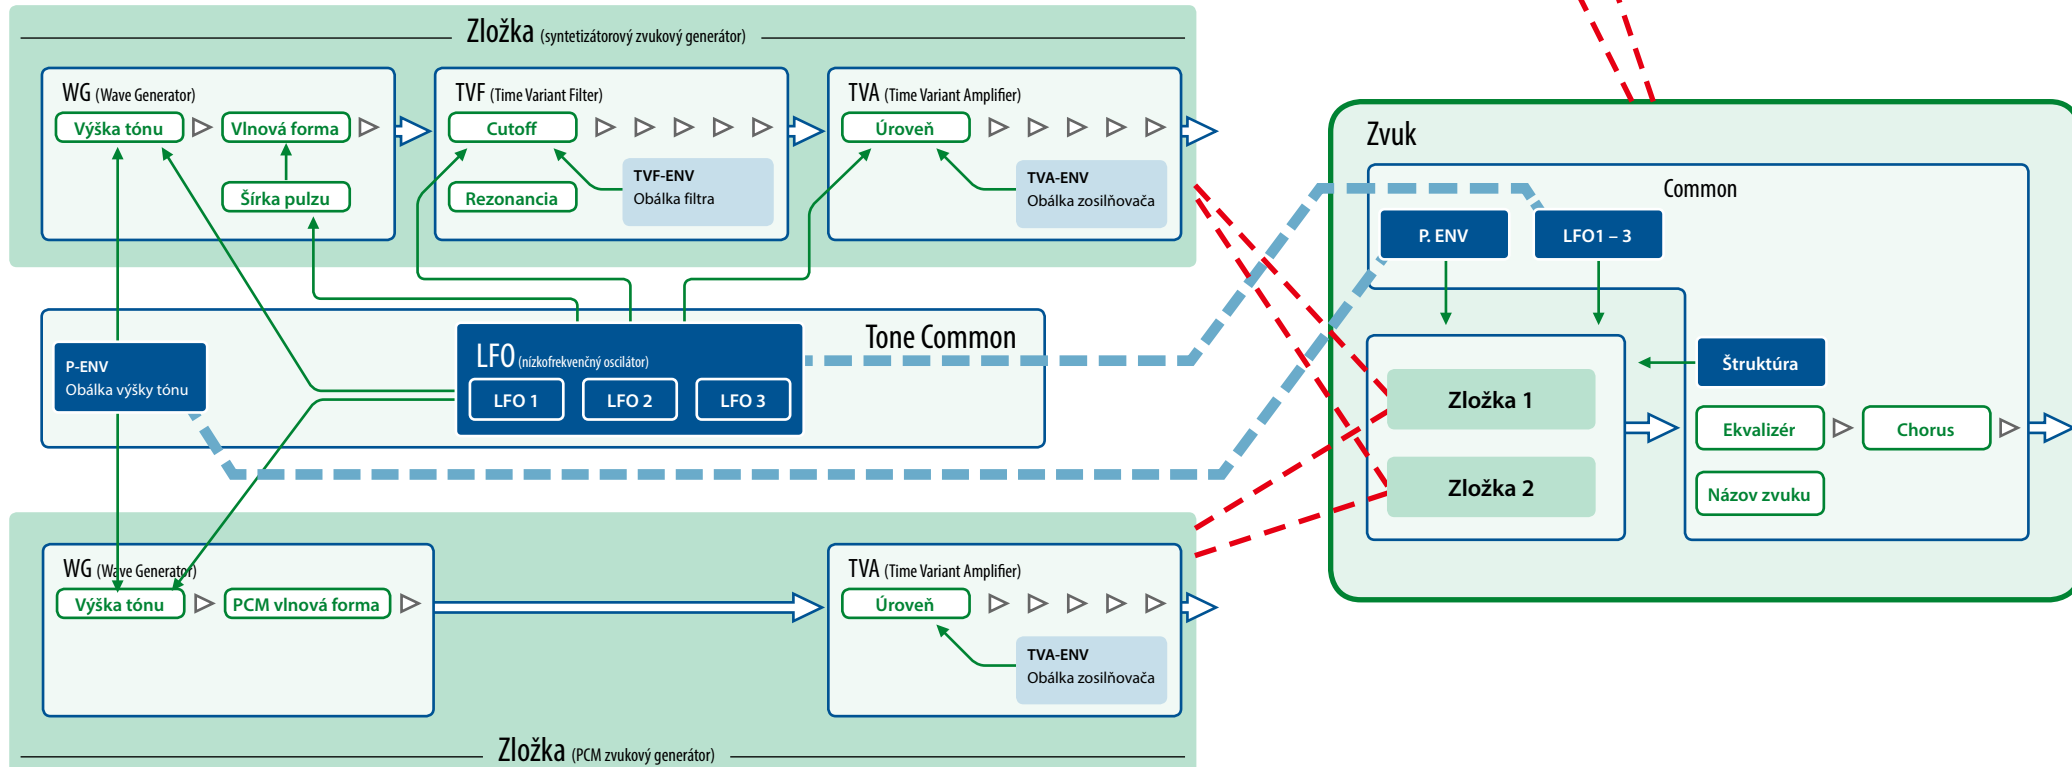 Zložka (syntetizátorový zvukový generátor)
WG (Wave Generator)
Výška tónu
Vlnová forma
Šírka pulzu
TVF (Time Variant Filter)
Cutoff
TVF-ENV
Obálka filtra
Rezonancia
TVA (Time Variant Amplifier)
Úroveň
TVA-ENV
Obálka zosilňovača
Tone Common
P-ENV
Obálka výšky tónu
LFO (nízkofrekvenčný oscilátor)
LFO 1
LFO 2
LFO 3
WG (Wave Generator)
Výška tónu
PCM vlnová forma
TVA (Time Variant Amplifier)
Úroveň
TVA-ENV
Obálka zosilňovača
Zložka (PCM zvukový generátor)
Zvuk
Common
P. ENV
LFO1 – 3
Zložka 1
Zložka 2
Štruktúra
Ekvalizér
Chorus
Názov zvuku